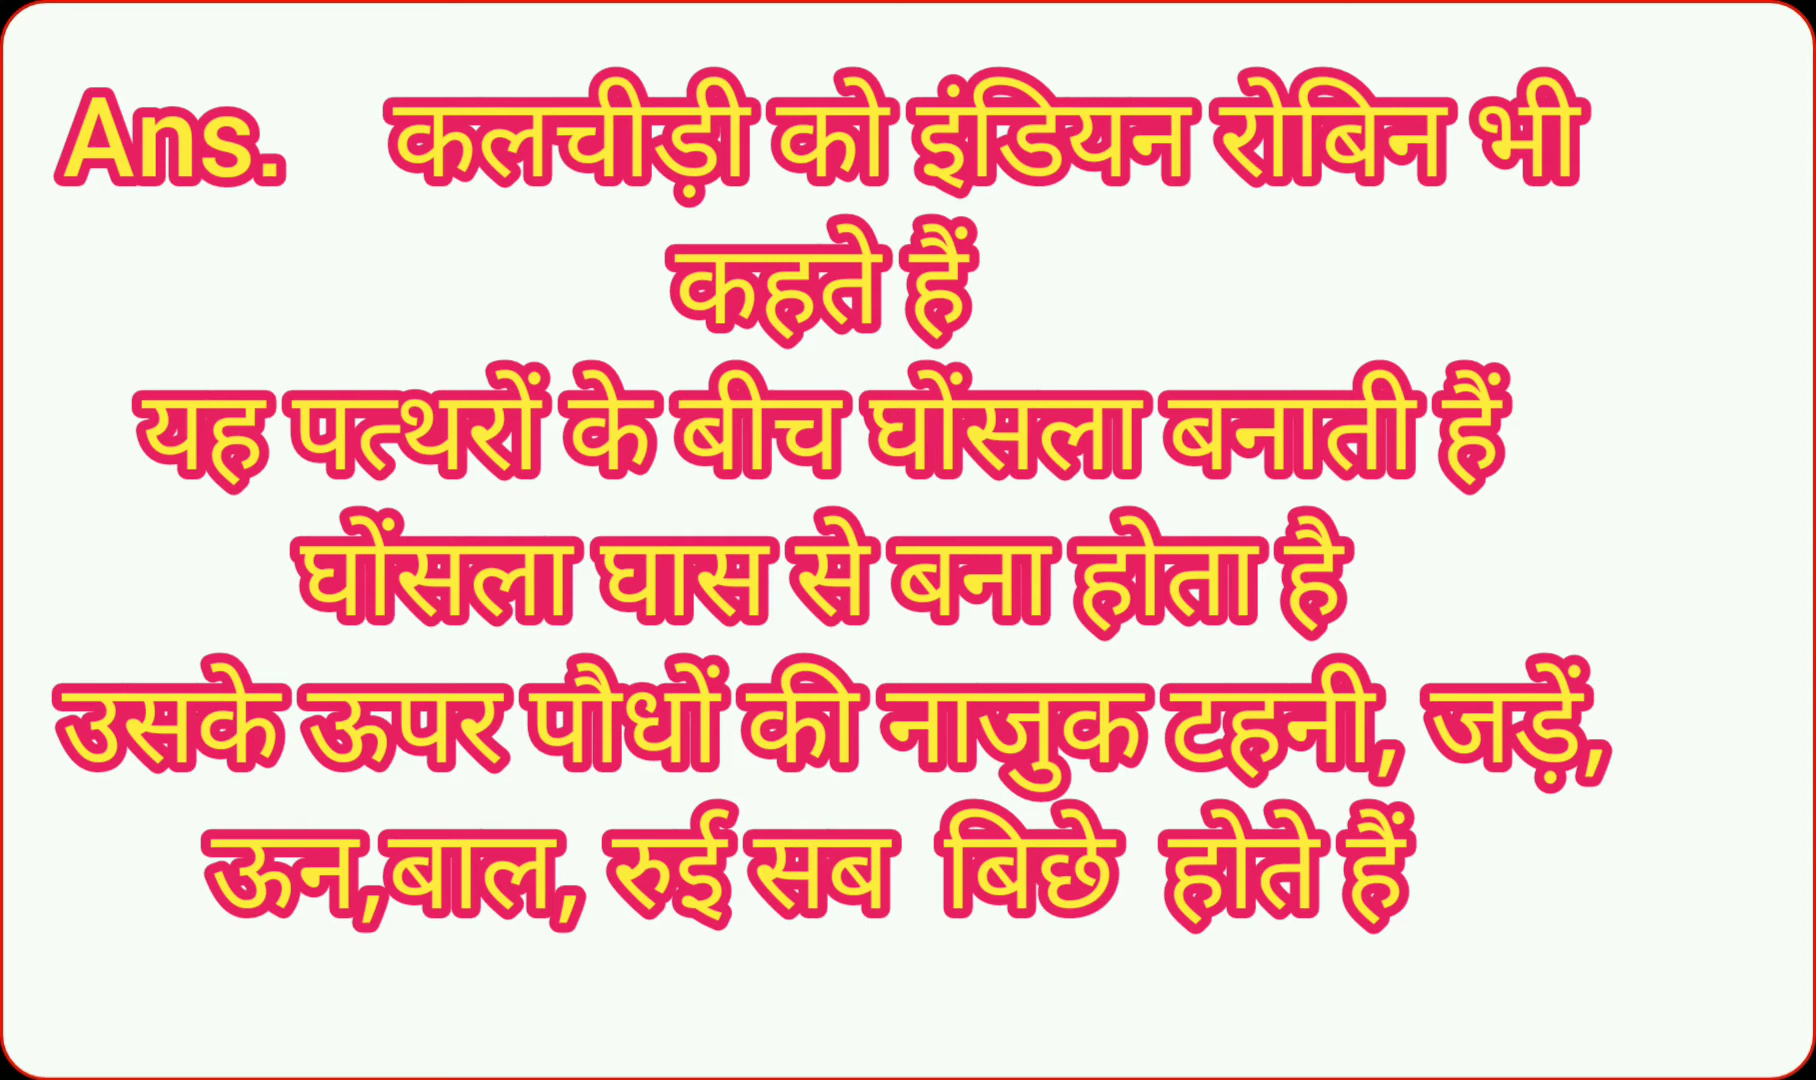 Ans. कलचीड़ी को इंडियन रोबिन भी
कहते हैं
यह पत्थरों के बीच घोंसला बनाती हैं
घोंसला घास से बना होता है
उसके ऊपर पौधों की नाजुक टहनी, जड़ें,
ऊन,बाल, रुई सब बिछे होते हैं